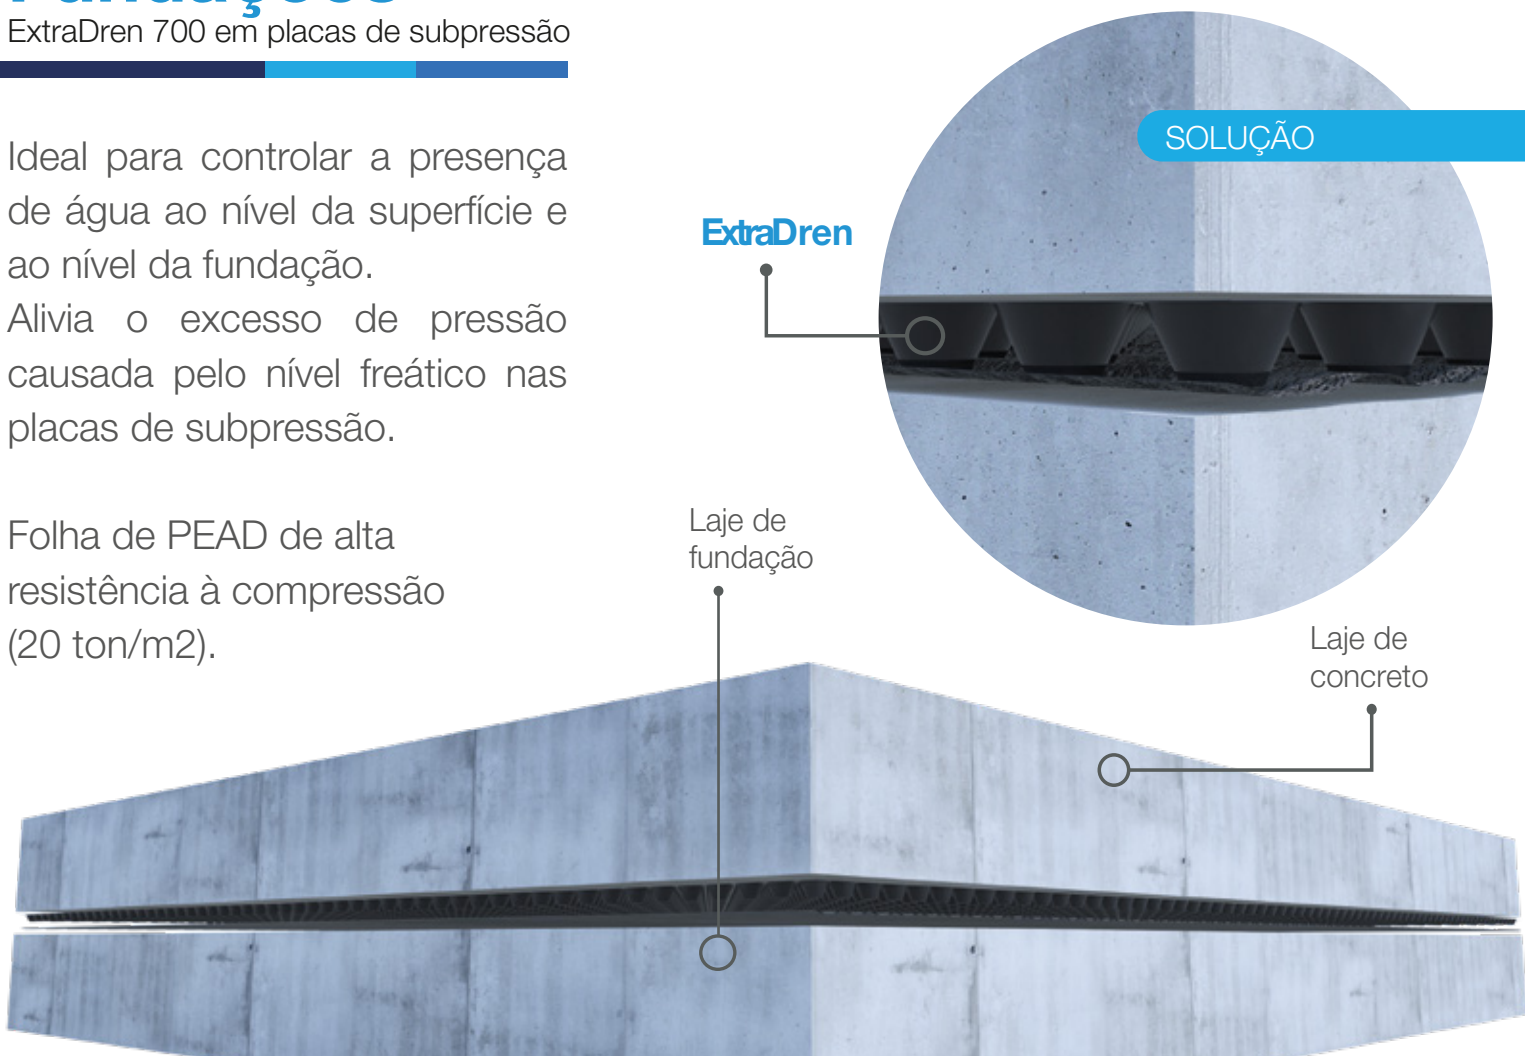 Fundações
ExtraDren 700 em placas de subpressão
Ideal para controlar a presença
de água ao nível da superfície e
ao nível da fundação.
Alivia o excesso de pressão
causada pelo nível freático nas
placas de subpressão.
Folha de PEAD de alta
resistência à compressão
(20 ton/m2).
SOLUÇÃO
ExtraDren
Laje de
fundação
Laje de
concreto